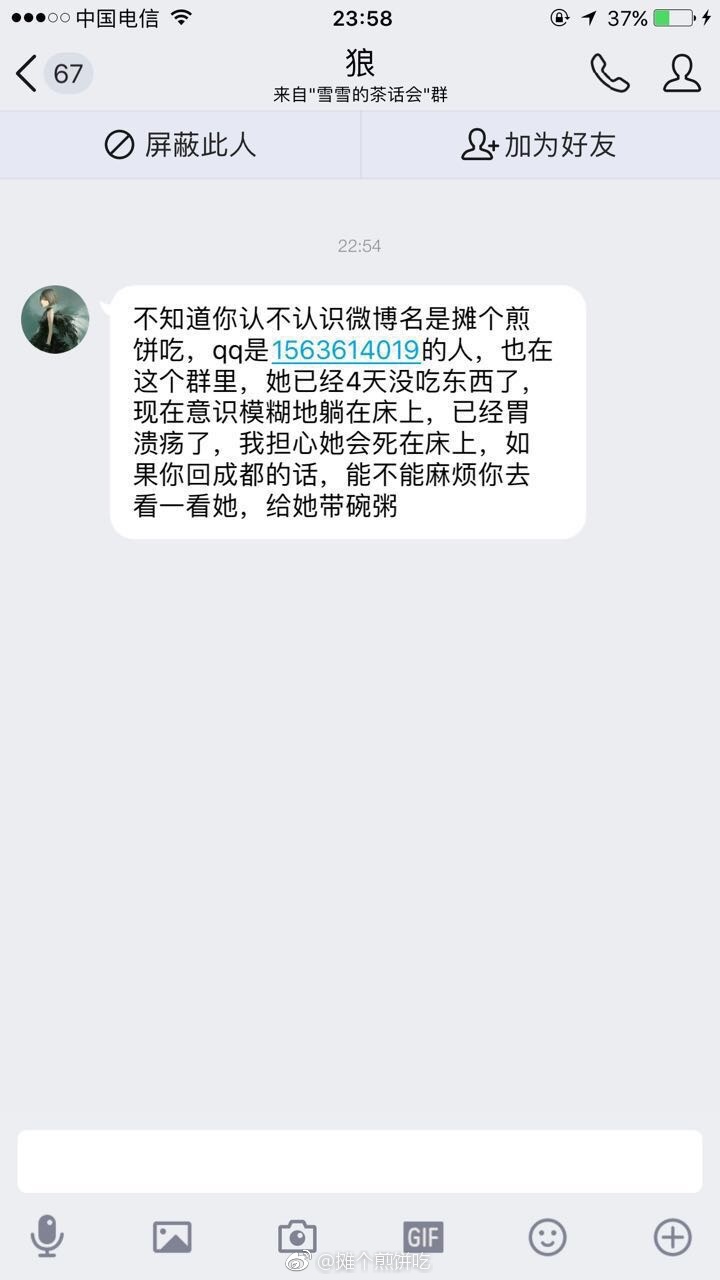 中国电信
23:58
37%
67
狼
来自"雪雪的茶话会"群
屏蔽此人
加为好友
22:54
不知道你认不认识微博名是摊个煎
饼吃，qq是1563614019的人，也在
这个群里，她已经4天没吃东西了，
现在意识模糊地躺在床上，已经胃
溃疡了，我担心她会死在床上，如
果你回成都的话，能不能麻烦你去
看一看她，给她带碗粥
GIF
@摊个煎饼吃